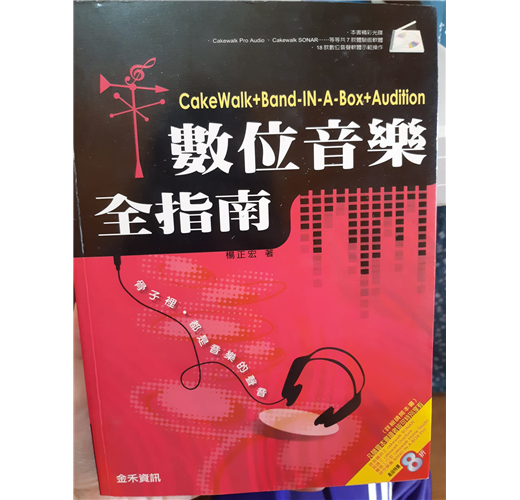 ・本書精彩光碟
・Cakewalk Pro Audio、Cakewalk SONAR……等等共7款體驗版軟體
・18款數位音聲軟體示範操作
CakeWalk+Band-IN-A-Box+Audition
數位音樂
全指南
楊正宏 著
骨子裡，都是音樂的聲音
8折
金禾資訊